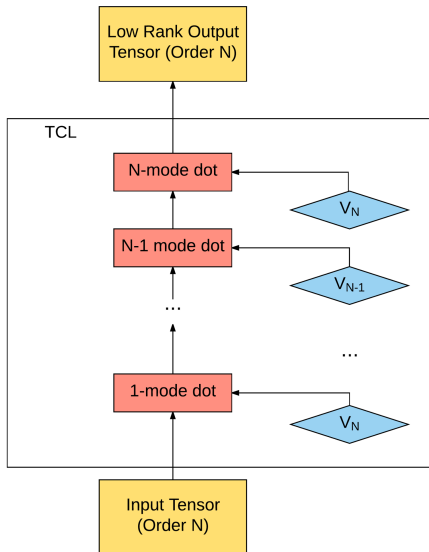 Low Rank Output
Tensor (Order N)
TCL
N-mode dot
V_N
N-1 mode dot
V_N-1
...
...
1-mode dot
V_N
Input Tensor
(Order N)